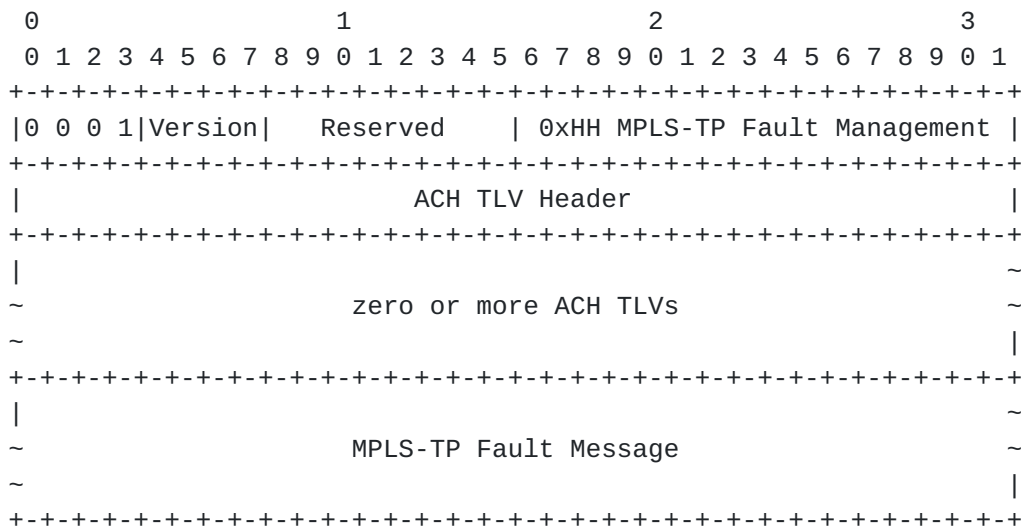 0                   1                   2                   3
 0 1 2 3 4 5 6 7 8 9 0 1 2 3 4 5 6 7 8 9 0 1 2 3 4 5 6 7 8 9 0 1
+-+-+-+-+-+-+-+-+-+-+-+-+-+-+-+-+-+-+-+-+-+-+-+-+-+-+-+-+-+-+-+-+
|0 0 0 1|Version|   Reserved    | 0xHH MPLS-TP Fault Management |
+-+-+-+-+-+-+-+-+-+-+-+-+-+-+-+-+-+-+-+-+-+-+-+-+-+-+-+-+-+-+-+-+
|                         ACH TLV Header                        |
+-+-+-+-+-+-+-+-+-+-+-+-+-+-+-+-+-+-+-+-+-+-+-+-+-+-+-+-+-+-+-+-+
|                                                               ~
~                     zero or more ACH TLVs                     ~
~                                                               |
+-+-+-+-+-+-+-+-+-+-+-+-+-+-+-+-+-+-+-+-+-+-+-+-+-+-+-+-+-+-+-+-+
|                                                               ~
~                     MPLS-TP Fault Message                     ~
~                                                               |
+-+-+-+-+-+-+-+-+-+-+-+-+-+-+-+-+-+-+-+-+-+-+-+-+-+-+-+-+-+-+-+-+